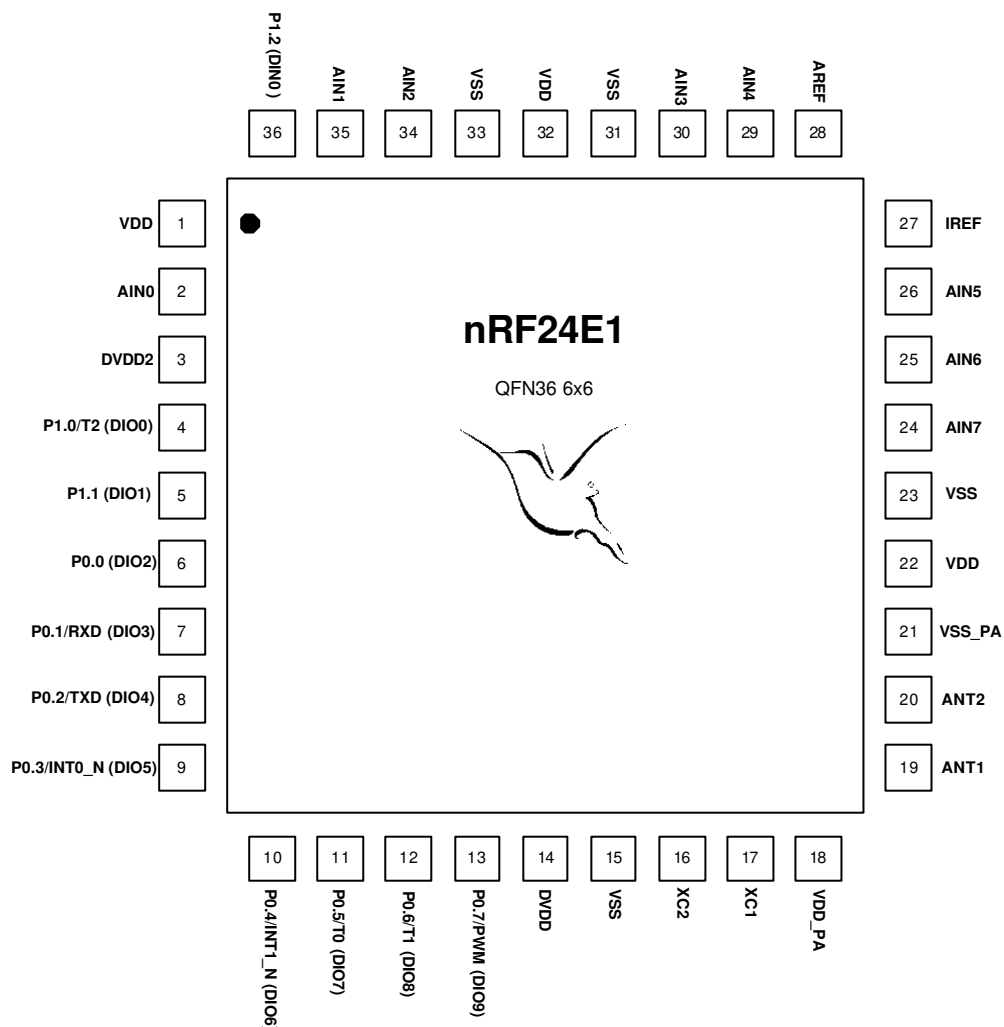 P1.2 (DIN0 )
AIN1
AIN2
VSS
VDD
VSS
AIN3
AIN4
AREF
36
35
34
33
32
31
30
29
28
VDD 1
AIN0 2
DVDD2 3
P1.0/T2 (DIO0) 4
P1.1 (DIO1) 5
P0.0 (DIO2) 6
P0.1/RXD (DIO3) 7
P0.2/TXD (DIO4) 8
P0.3/INT0_N (DIO5) 9
nRF24E1
QFN36 6x6
27 IREF
26 AIN5
25 AIN6
24 AIN7
23 VSS
22 VDD
21 VSS_PA
20 ANT2
19 ANT1
10
11
12
13
14
15
16
17
18
P0.4/INT1_N (DIO6
P0.5/T0 (DIO7)
P0.6/T1 (DIO8)
P0.7/PWM (DIO9)
DVDD
VSS
XC2
XC1
VDD_PA